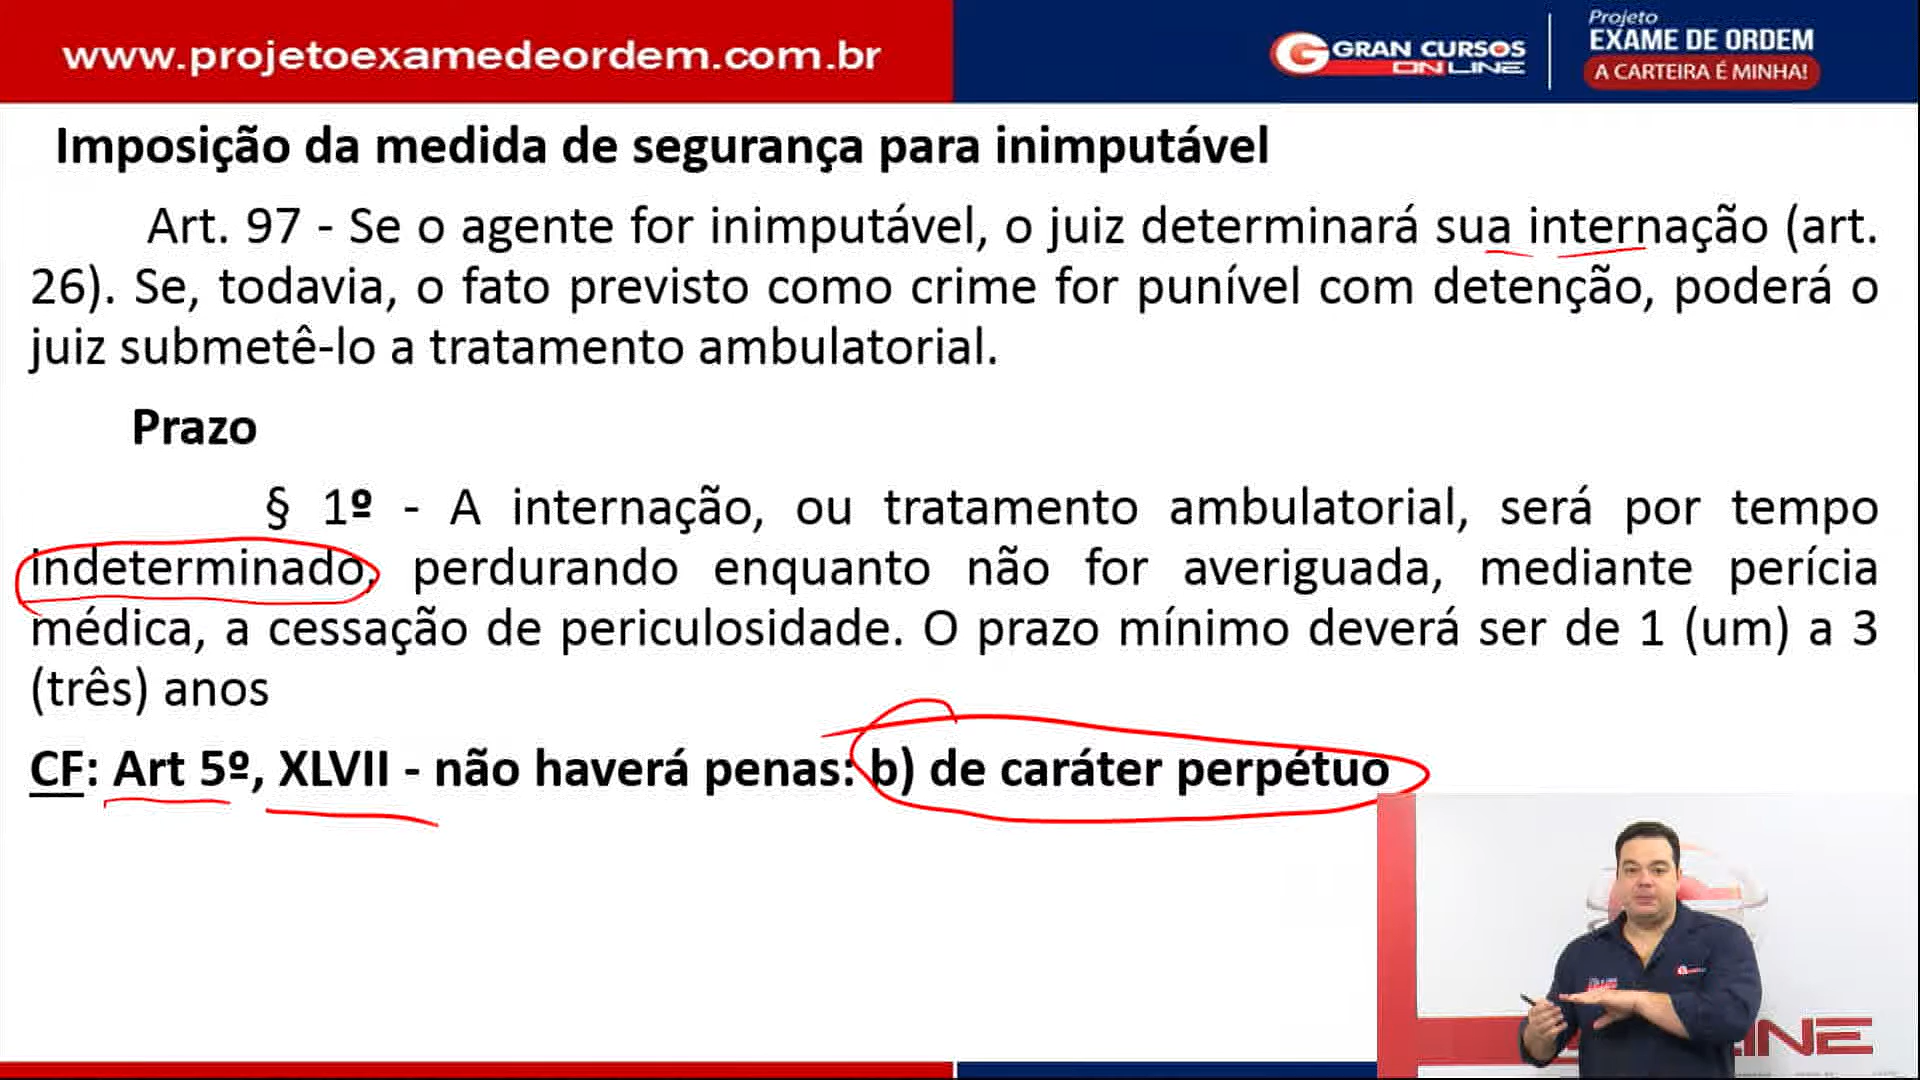 www.projetoexamedeordem.com.br
GRAN CURSOS
ONLINE
Projeto
EXAME DE ORDEM
A CARTEIRA É MINHA!
Imposição da medida de segurança para inimputável
Art. 97 - Se o agente for inimputável, o juiz determinará sua internação (art.
26). Se, todavia, o fato previsto como crime for punível com detenção, poderá o
juiz submetê-lo a tratamento ambulatorial.
Prazo
§ 1º - A internação, ou tratamento ambulatorial, será por tempo
indeterminado, perdurando enquanto não for averiguada, mediante perícia
médica, a cessação de periculosidade. O prazo mínimo deverá ser de 1 (um) a 3
(três) anos
CF: Art 5º, XLVII - não haverá penas: b) de caráter perpétuo
INE